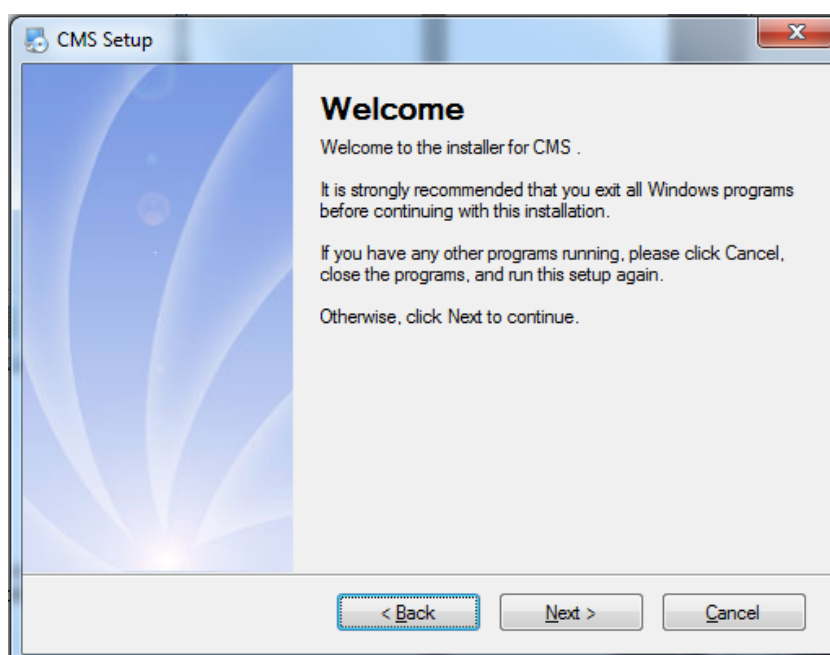 CMS Setup
Welcome
Welcome to the installer for CMS .
It is strongly recommended that you exit all Windows programs
before continuing with this installation.
If you have any other programs running, please click Cancel,
close the programs, and run this setup again.
Otherwise, click Next to continue.
< Back Next > Cancel